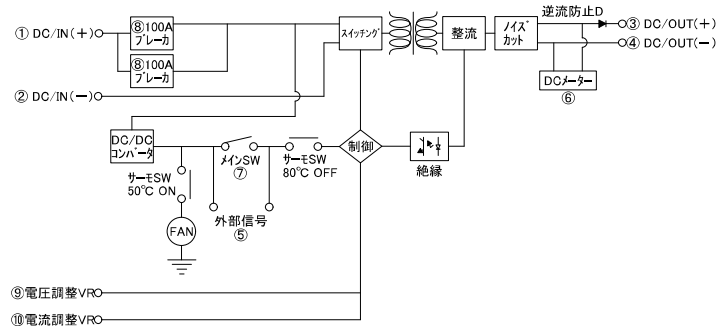 ① DC/IN(+)
⑧100A
ブレーカ
⑧100A
ブレーカ
② DC/IN(−)
スイッチング
整流
ノイズ
カット
逆流防止D
③ DC/OUT(+)
④ DC/OUT(−)
DCメーター
⑥
DC/DC
コンバータ
メインSW
⑦
サーモSW
80℃ OFF
制御
絶縁
サーモSW
50℃ ON
外部信号
⑤
FAN
⑨電圧調整VR
⑩電流調整VR